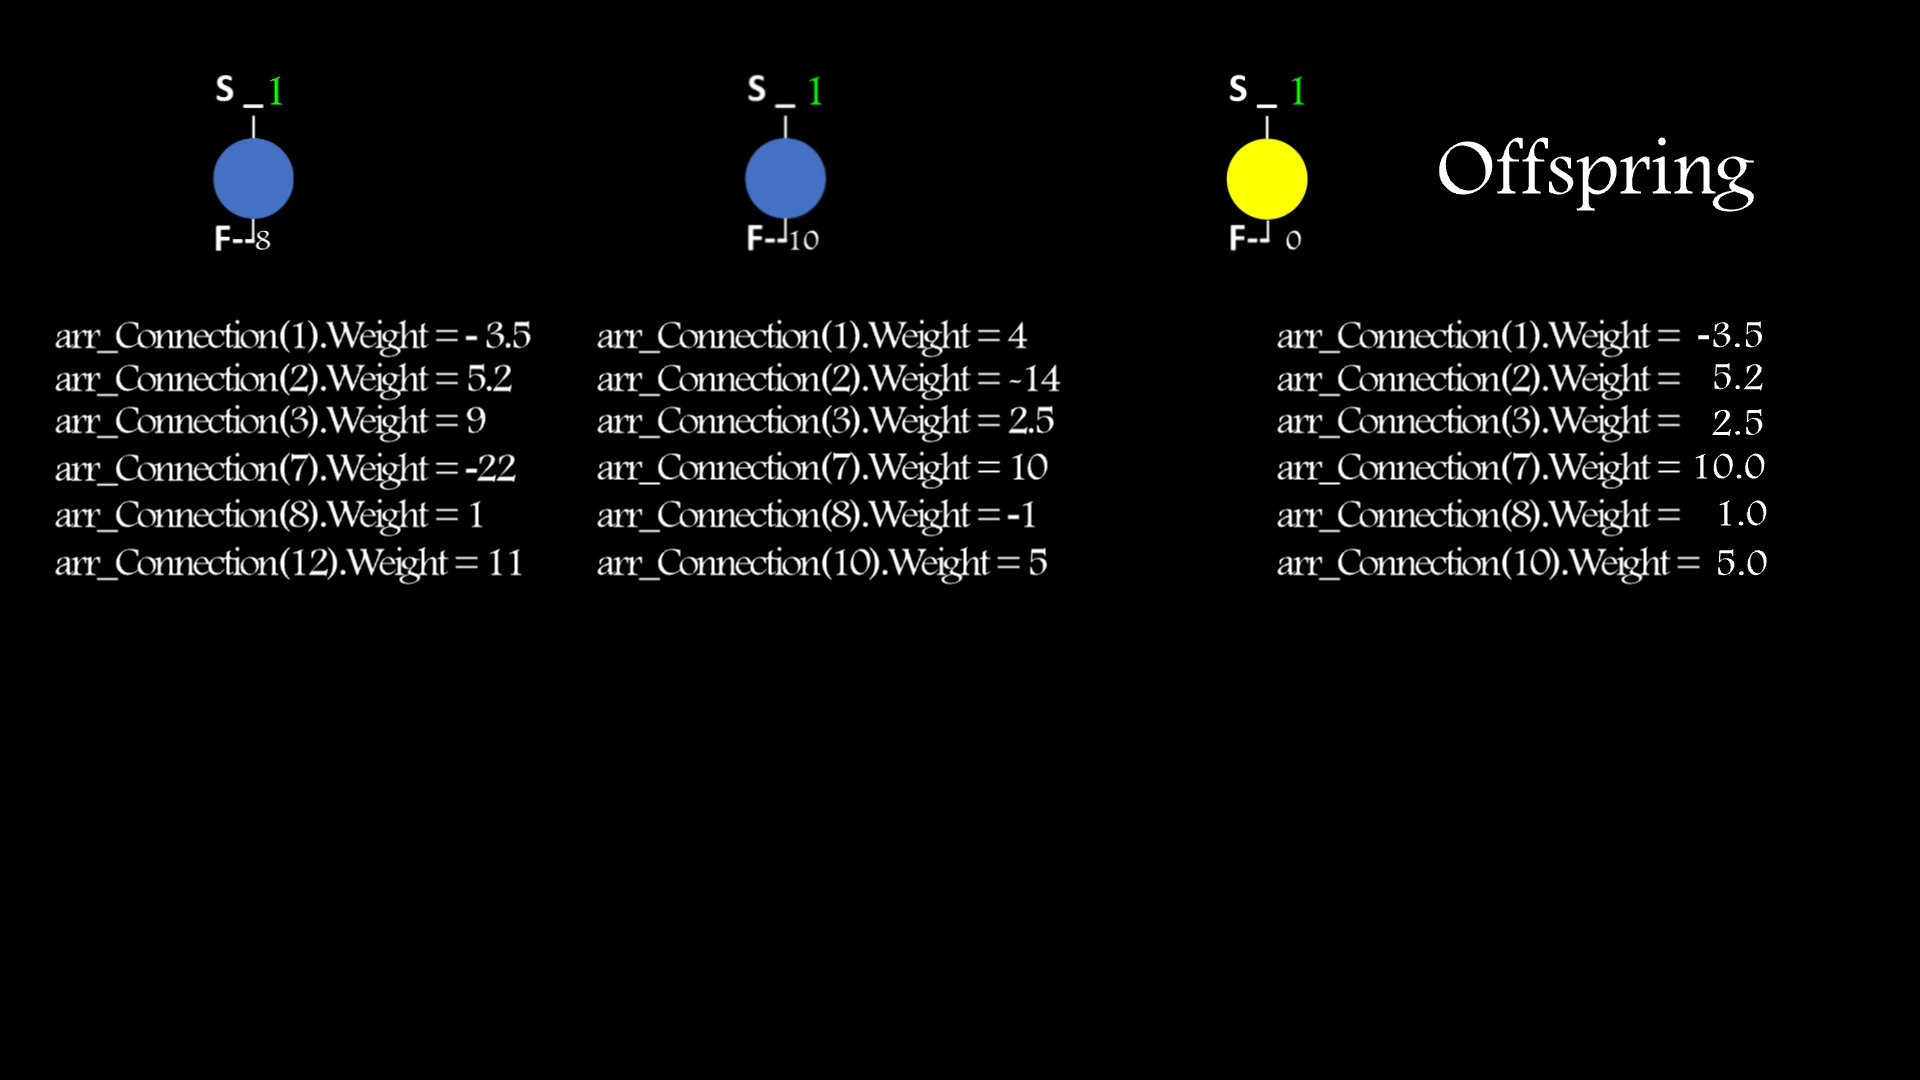 S _ 1
F--8
arr_Connection(1).Weight = - 3.5
arr_Connection(2).Weight = 5.2
arr_Connection(3).Weight = 9
arr_Connection(7).Weight = -22
arr_Connection(8).Weight = 1
arr_Connection(12).Weight = 11
S _ 1
F--10
arr_Connection(1).Weight = 4
arr_Connection(2).Weight = -14
arr_Connection(3).Weight = 2.5
arr_Connection(7).Weight = 10
arr_Connection(8).Weight = -1
arr_Connection(10).Weight = 5
S _ 1
F-- 0
Offspring
arr_Connection(1).Weight = -3.5
arr_Connection(2).Weight = 5.2
arr_Connection(3).Weight = 2.5
arr_Connection(7).Weight = 10.0
arr_Connection(8).Weight = 1.0
arr_Connection(10).Weight = 5.0